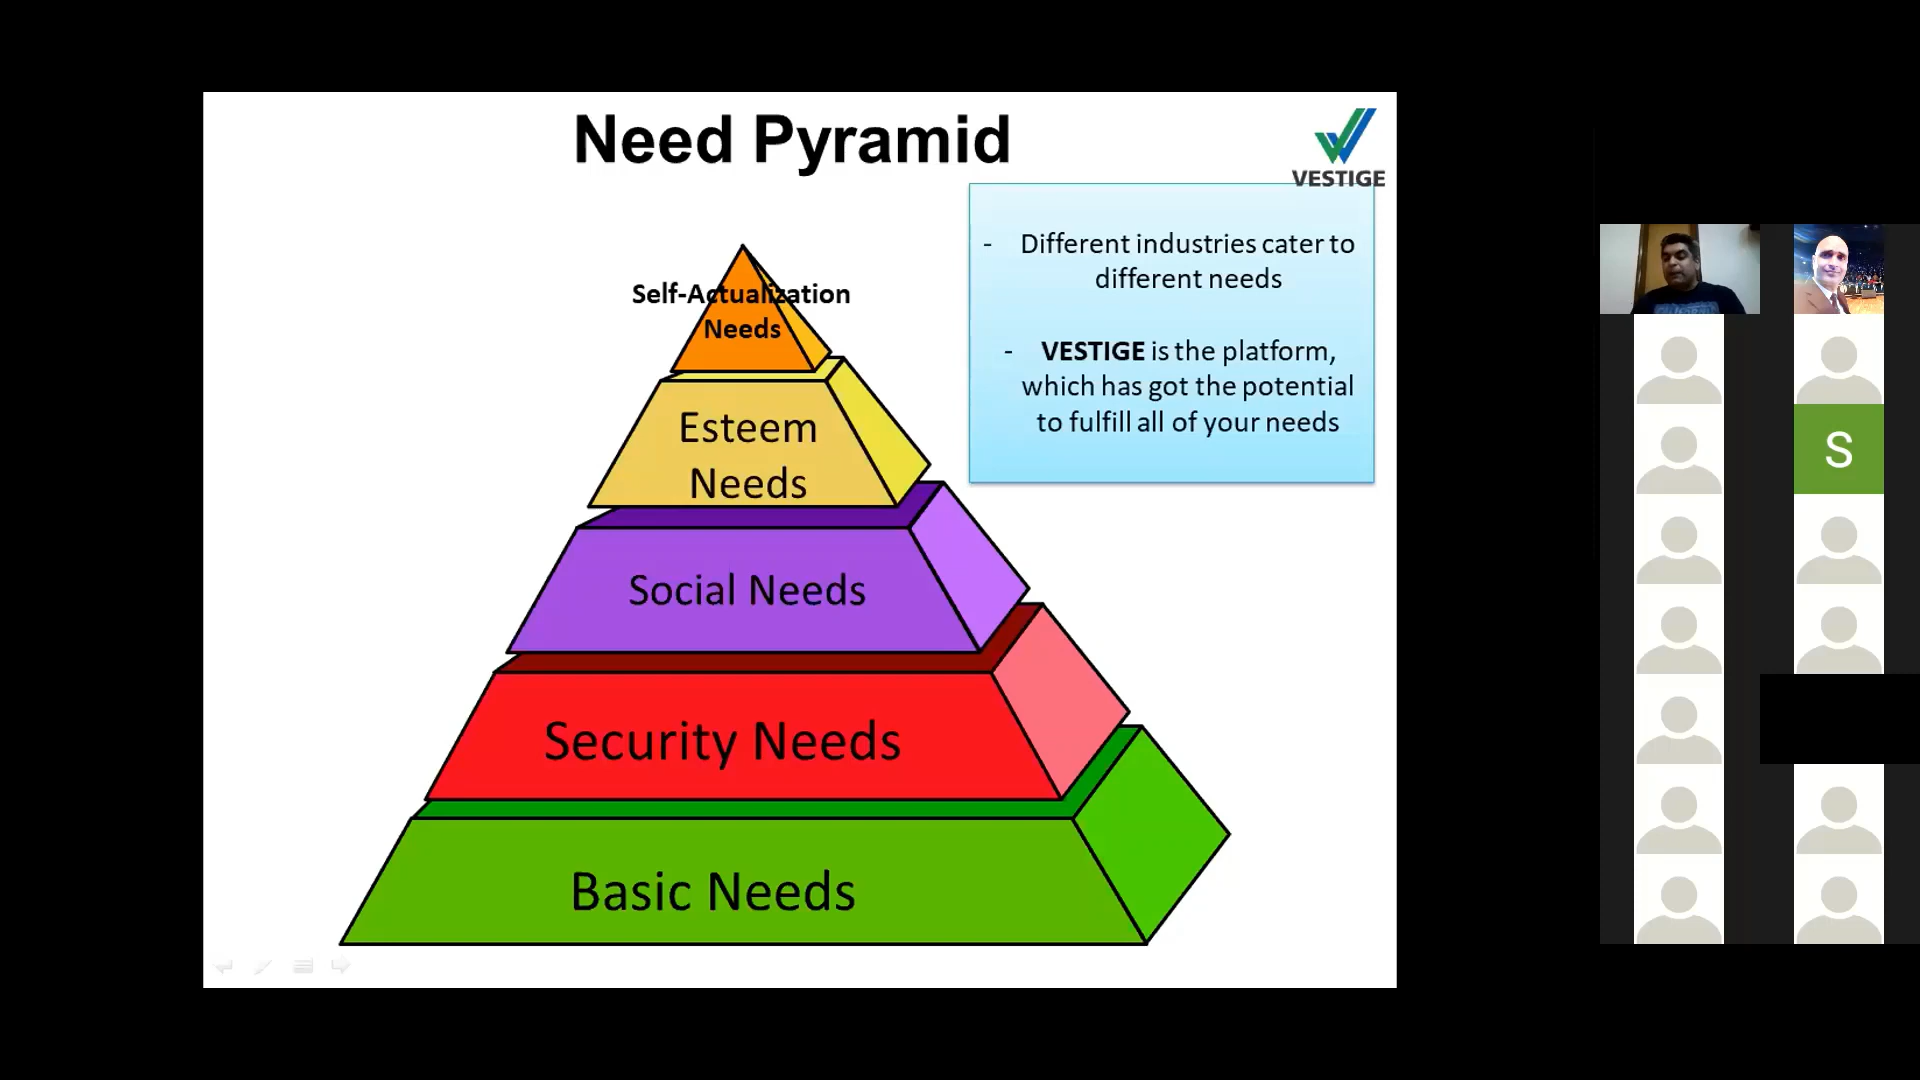 Need Pyramid
VESTIGE
- Different industries cater to
different needs
- VESTIGE is the platform,
which has got the potential
to fulfill all of your needs
Self-Actualization
Needs
Esteem
Needs
Social Needs
Security Needs
Basic Needs
S